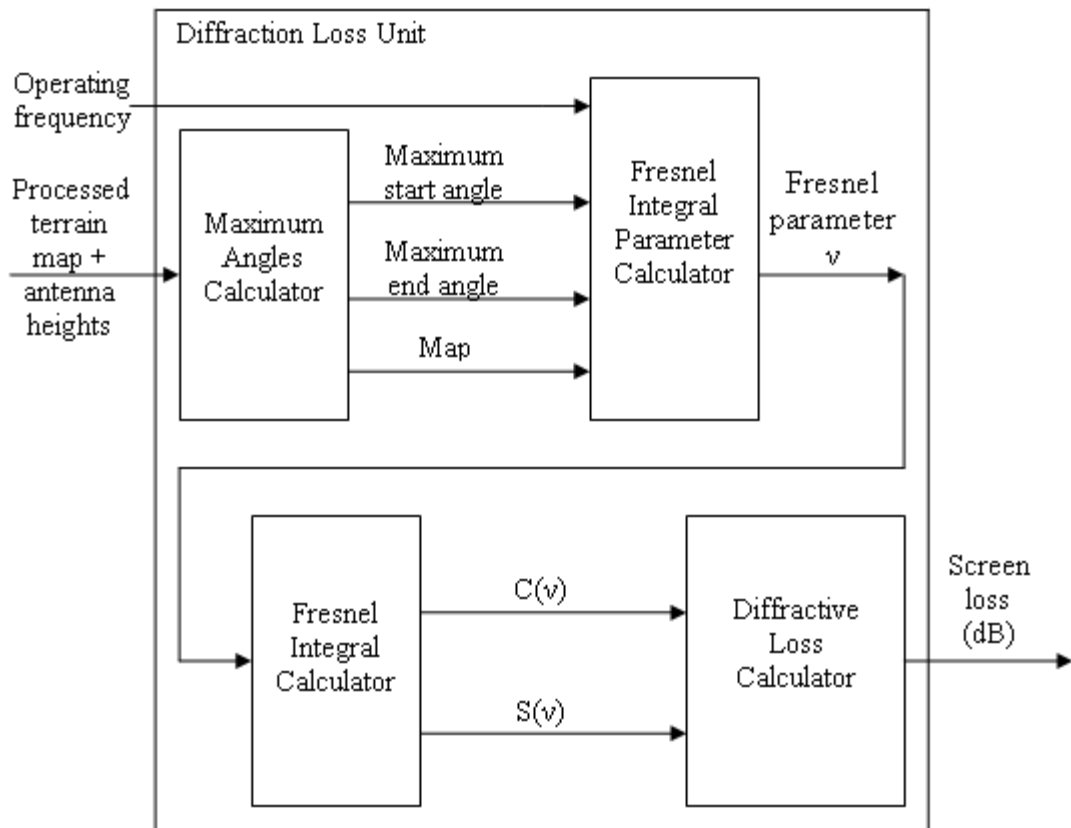 Diffraction Loss Unit
Operating
frequency
Processed
terrain
map +
antenna
heights
Maximum
Angles
Calculator
Maximum
start angle
Maximum
end angle
Map
Fresnel
Integral
Parameter
Calculator
Fresnel
parameter
ν
Fresnel
Integral
Calculator
C(ν)
S(ν)
Diffractive
Loss
Calculator
Screen
loss
(dB)